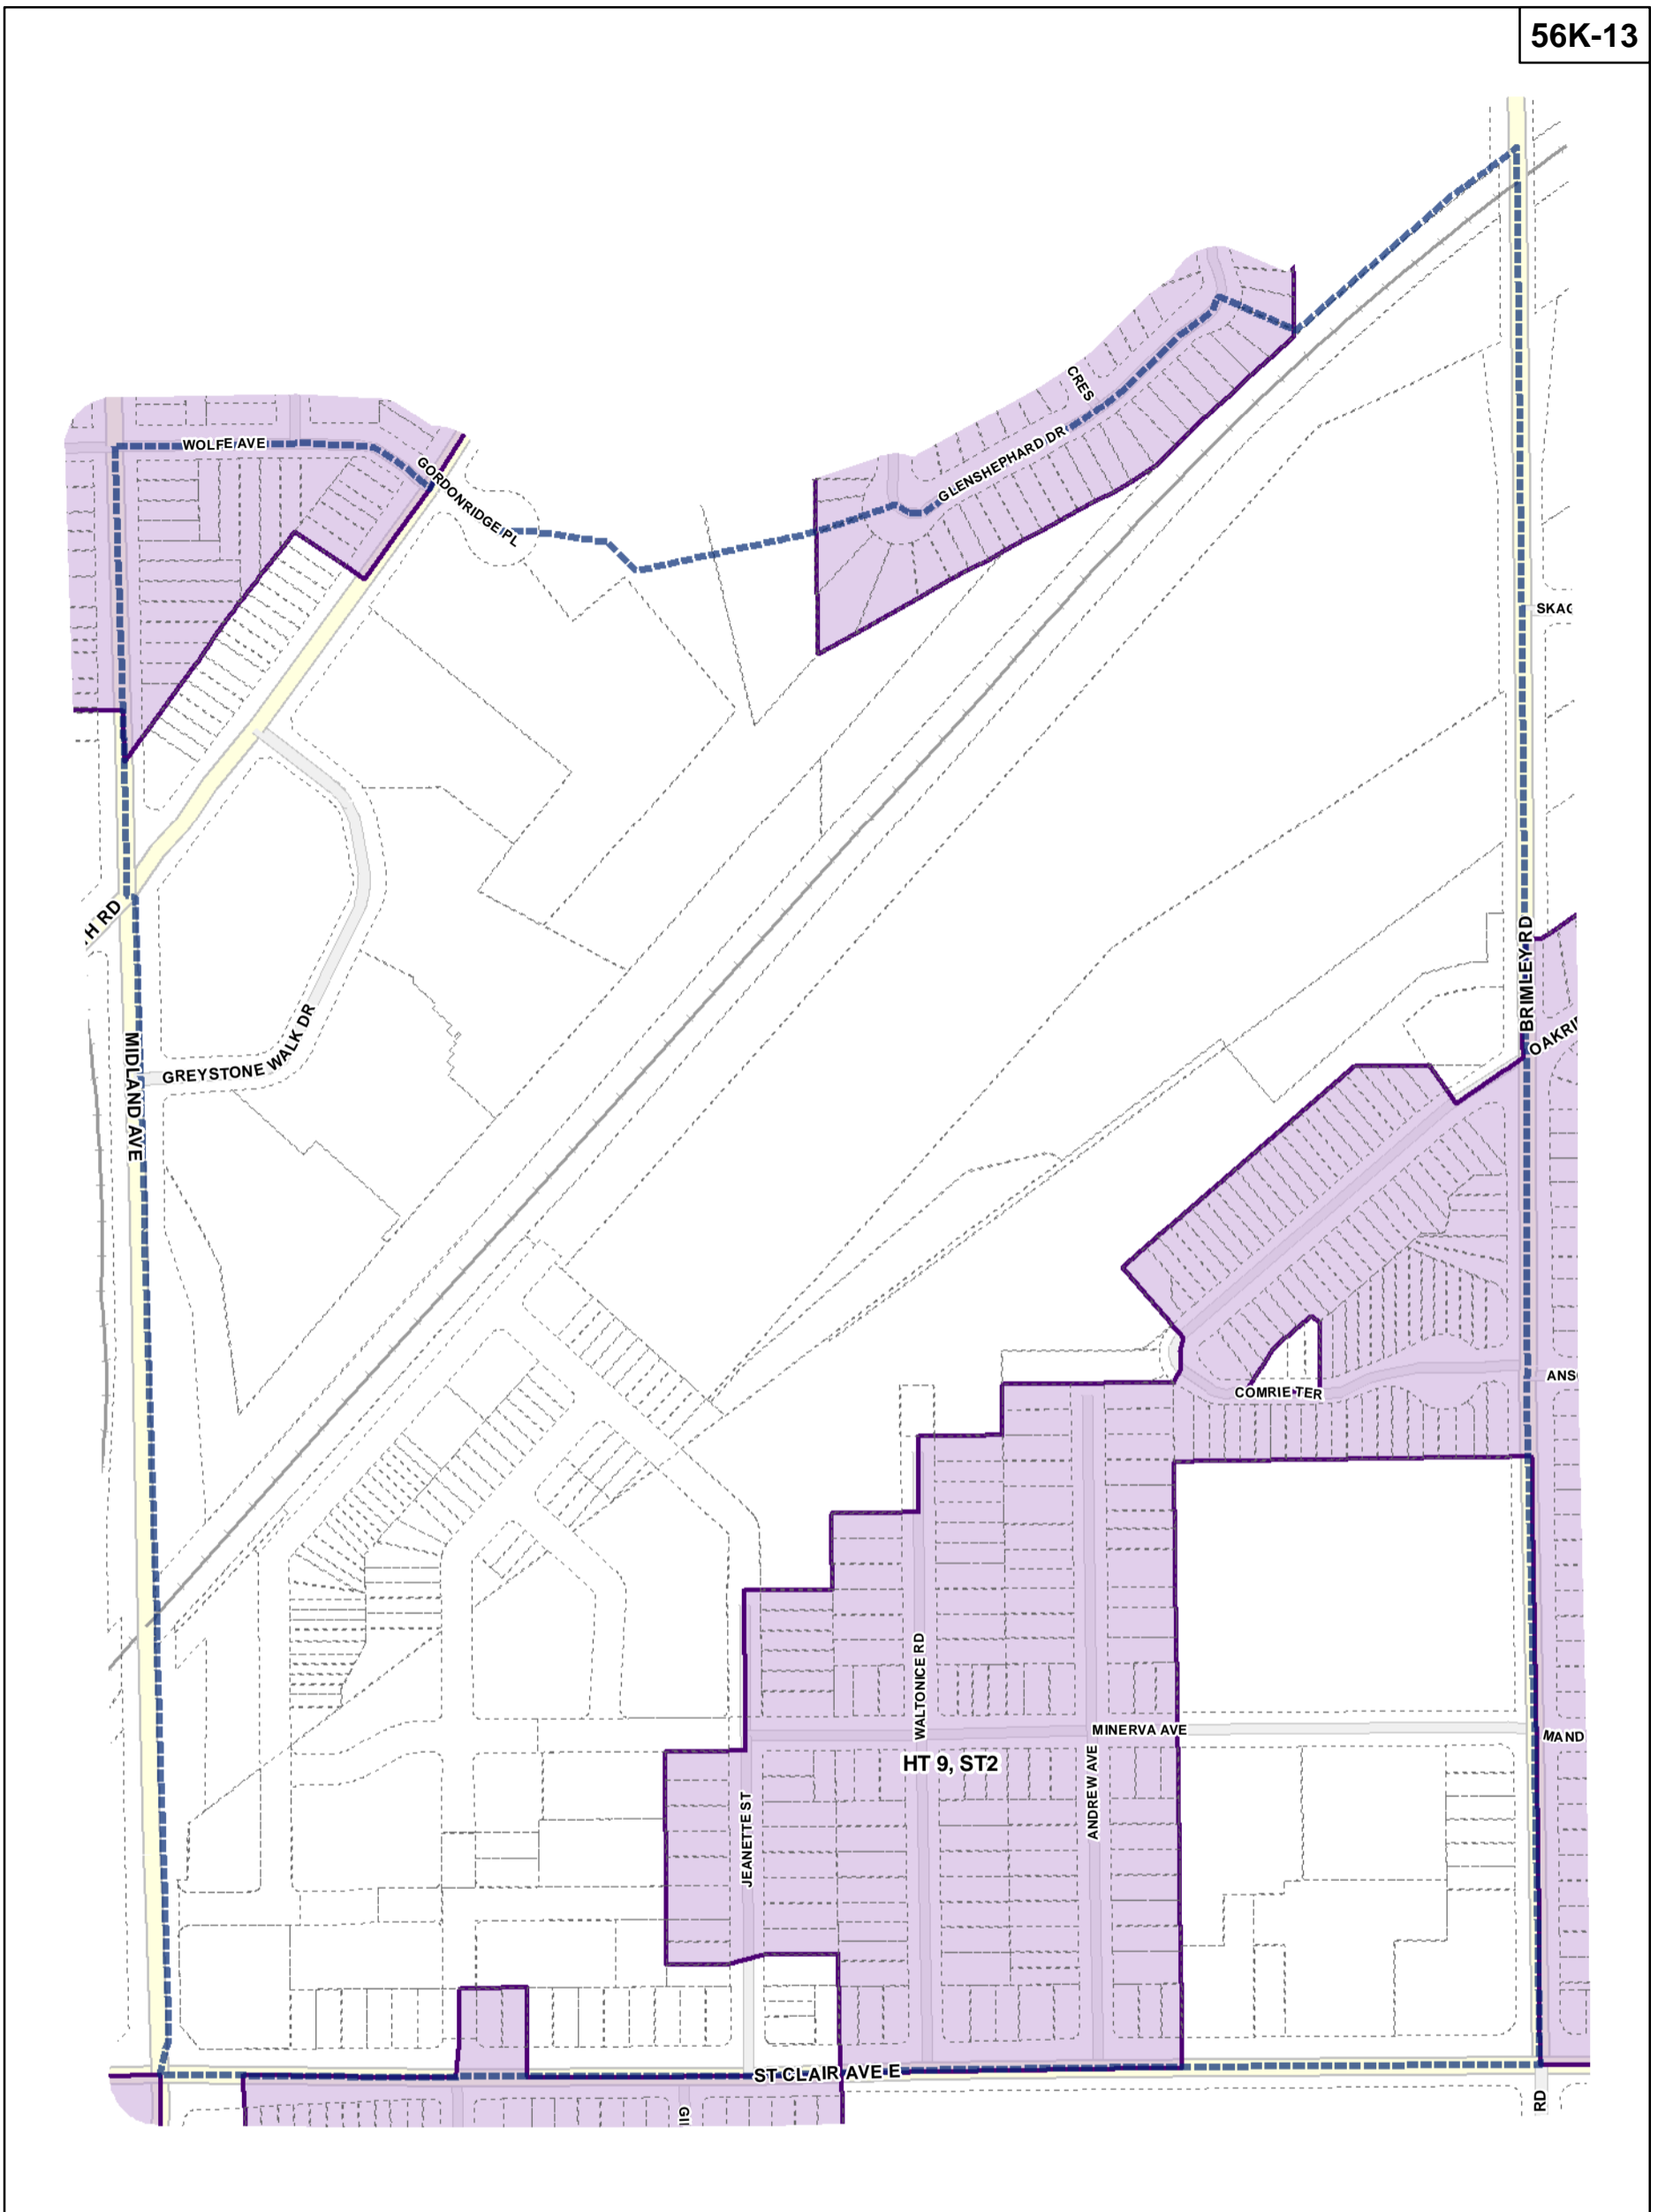 56K-13
CRES
WOLFE AVE
GLENSHEPHARD DR
GORDONRIDGE PL
SKAG
H RD
BRIMLEY RD
OAKRI
MIDLAND AVE
GREYSTONE WALK DR
ANS
COMRIE TER
WALTONICE RD
MINERVA AVE
MAND
HT 9, ST2
ANDREW AVE
JEANETTE ST
ST CLAIR AVE E
GI
RD